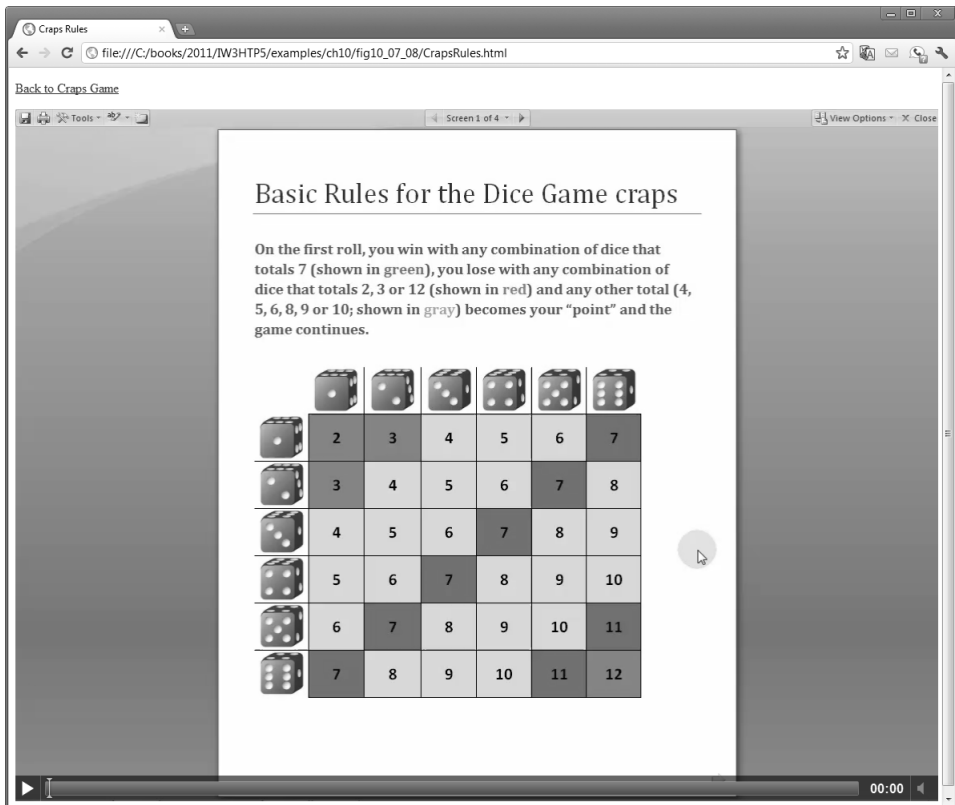 Craps Rules
file:///C:/books/2011/IW3HTP5/examples/ch10/fig10_07_08/CrapsRules.html
Back to Craps Game
Tools
Screen 1 of 4
View Options
Close
Basic Rules for the Dice Game craps
On the first roll, you win with any combination of dice that
totals 7 (shown in green), you lose with any combination of
dice that totals 2, 3 or 12 (shown in red) and any other total (4,
5, 6, 8, 9 or 10; shown in gray) becomes your “point” and the
game continues.
2 3 4 5 6 7
3 4 5 6 7 8
4 5 6 7 8 9
5 6 7 8 9 10
6 7 8 9 10 11
7 8 9 10 11 12
00:00